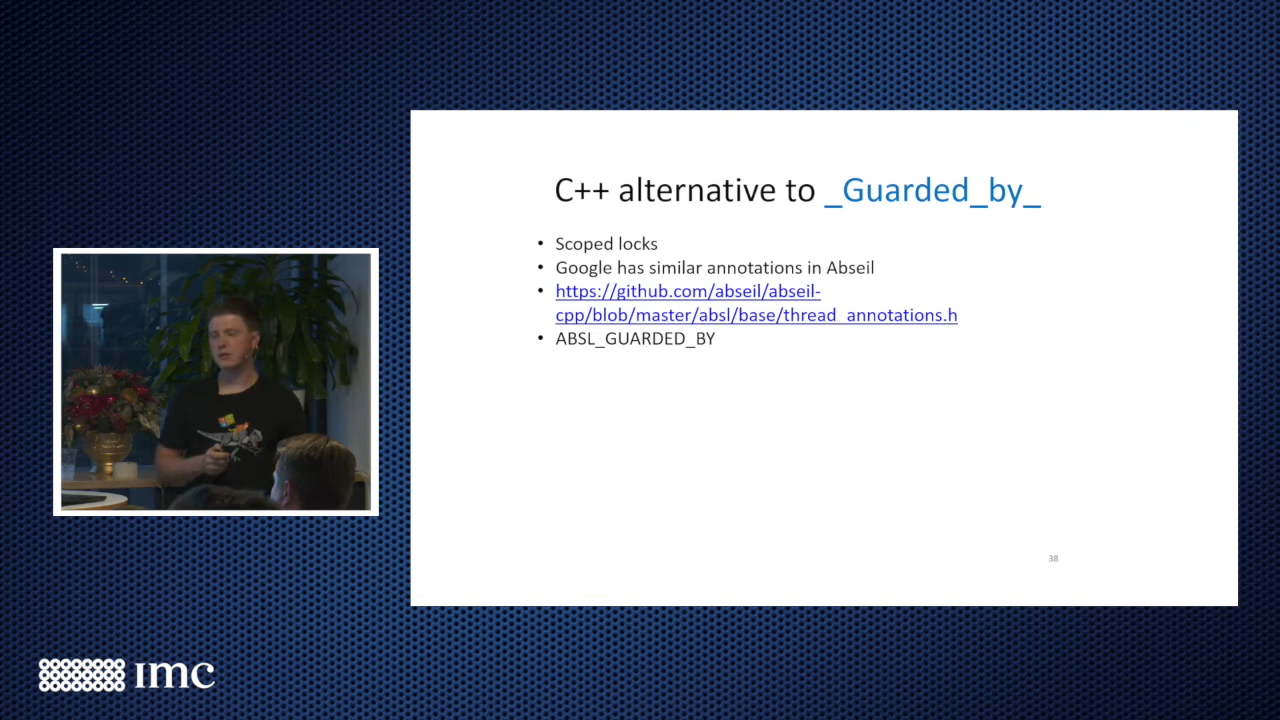 C++ alternative to _Guarded_by_
• Scoped locks
• Google has similar annotations in Abseil
• https://github.com/abseil/abseil-
cpp/blob/master/absl/base/thread_annotations.h
• ABSL_GUARDED_BY
38
imc